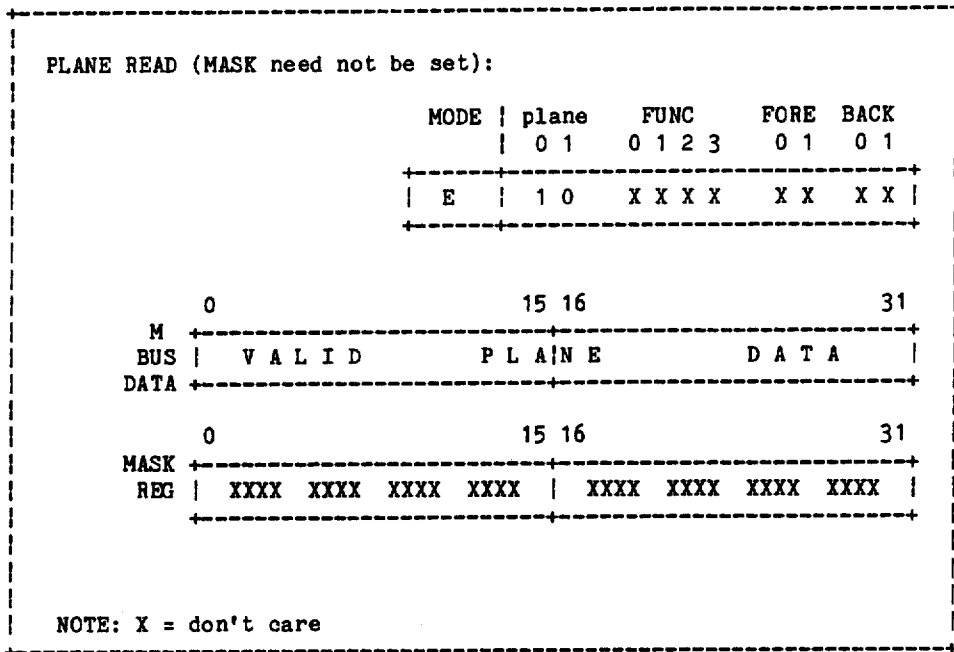 PLANE READ (MASK need not be set):
MODE | plane FUNC FORE BACK
| 0 1 0 1 2 3 0 1 0 1
| E | 1 0 X X X X X X X X |
0 15 16 31
M
BUS | V A L I D P L A|N E D A T A |
DATA
0 15 16 31
MASK
REG | XXXX XXXX XXXX XXXX | XXXX XXXX XXXX XXXX |
NOTE: X = don't care